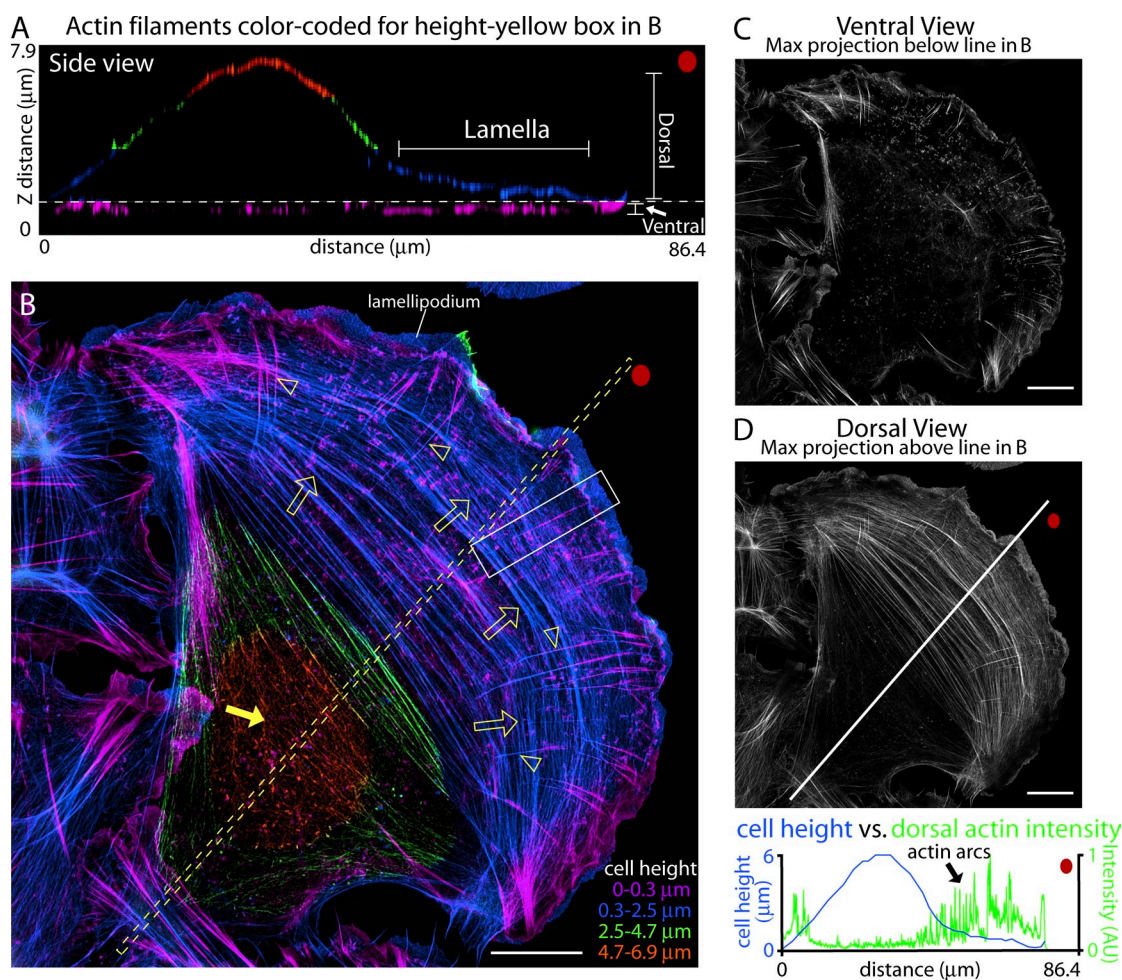 A Actin filaments color-coded for height-yellow box in B
7.9
Side view
Z distance (μm)
Lamella
Dorsal
Ventral
0
0
distance (μm)
86.4
B
lamellipodium
cell height
0-0.3 μm
0.3-2.5 μm
2.5-4.7 μm
4.7-6.9 μm
C Ventral View
Max projection below line in B
D Dorsal View
Max projection above line in B
cell height vs. dorsal actin intensity
actin arcs
6
cell height
(μm)
0
1
Intensity (AU)
0
0
distance (μm)
86.4